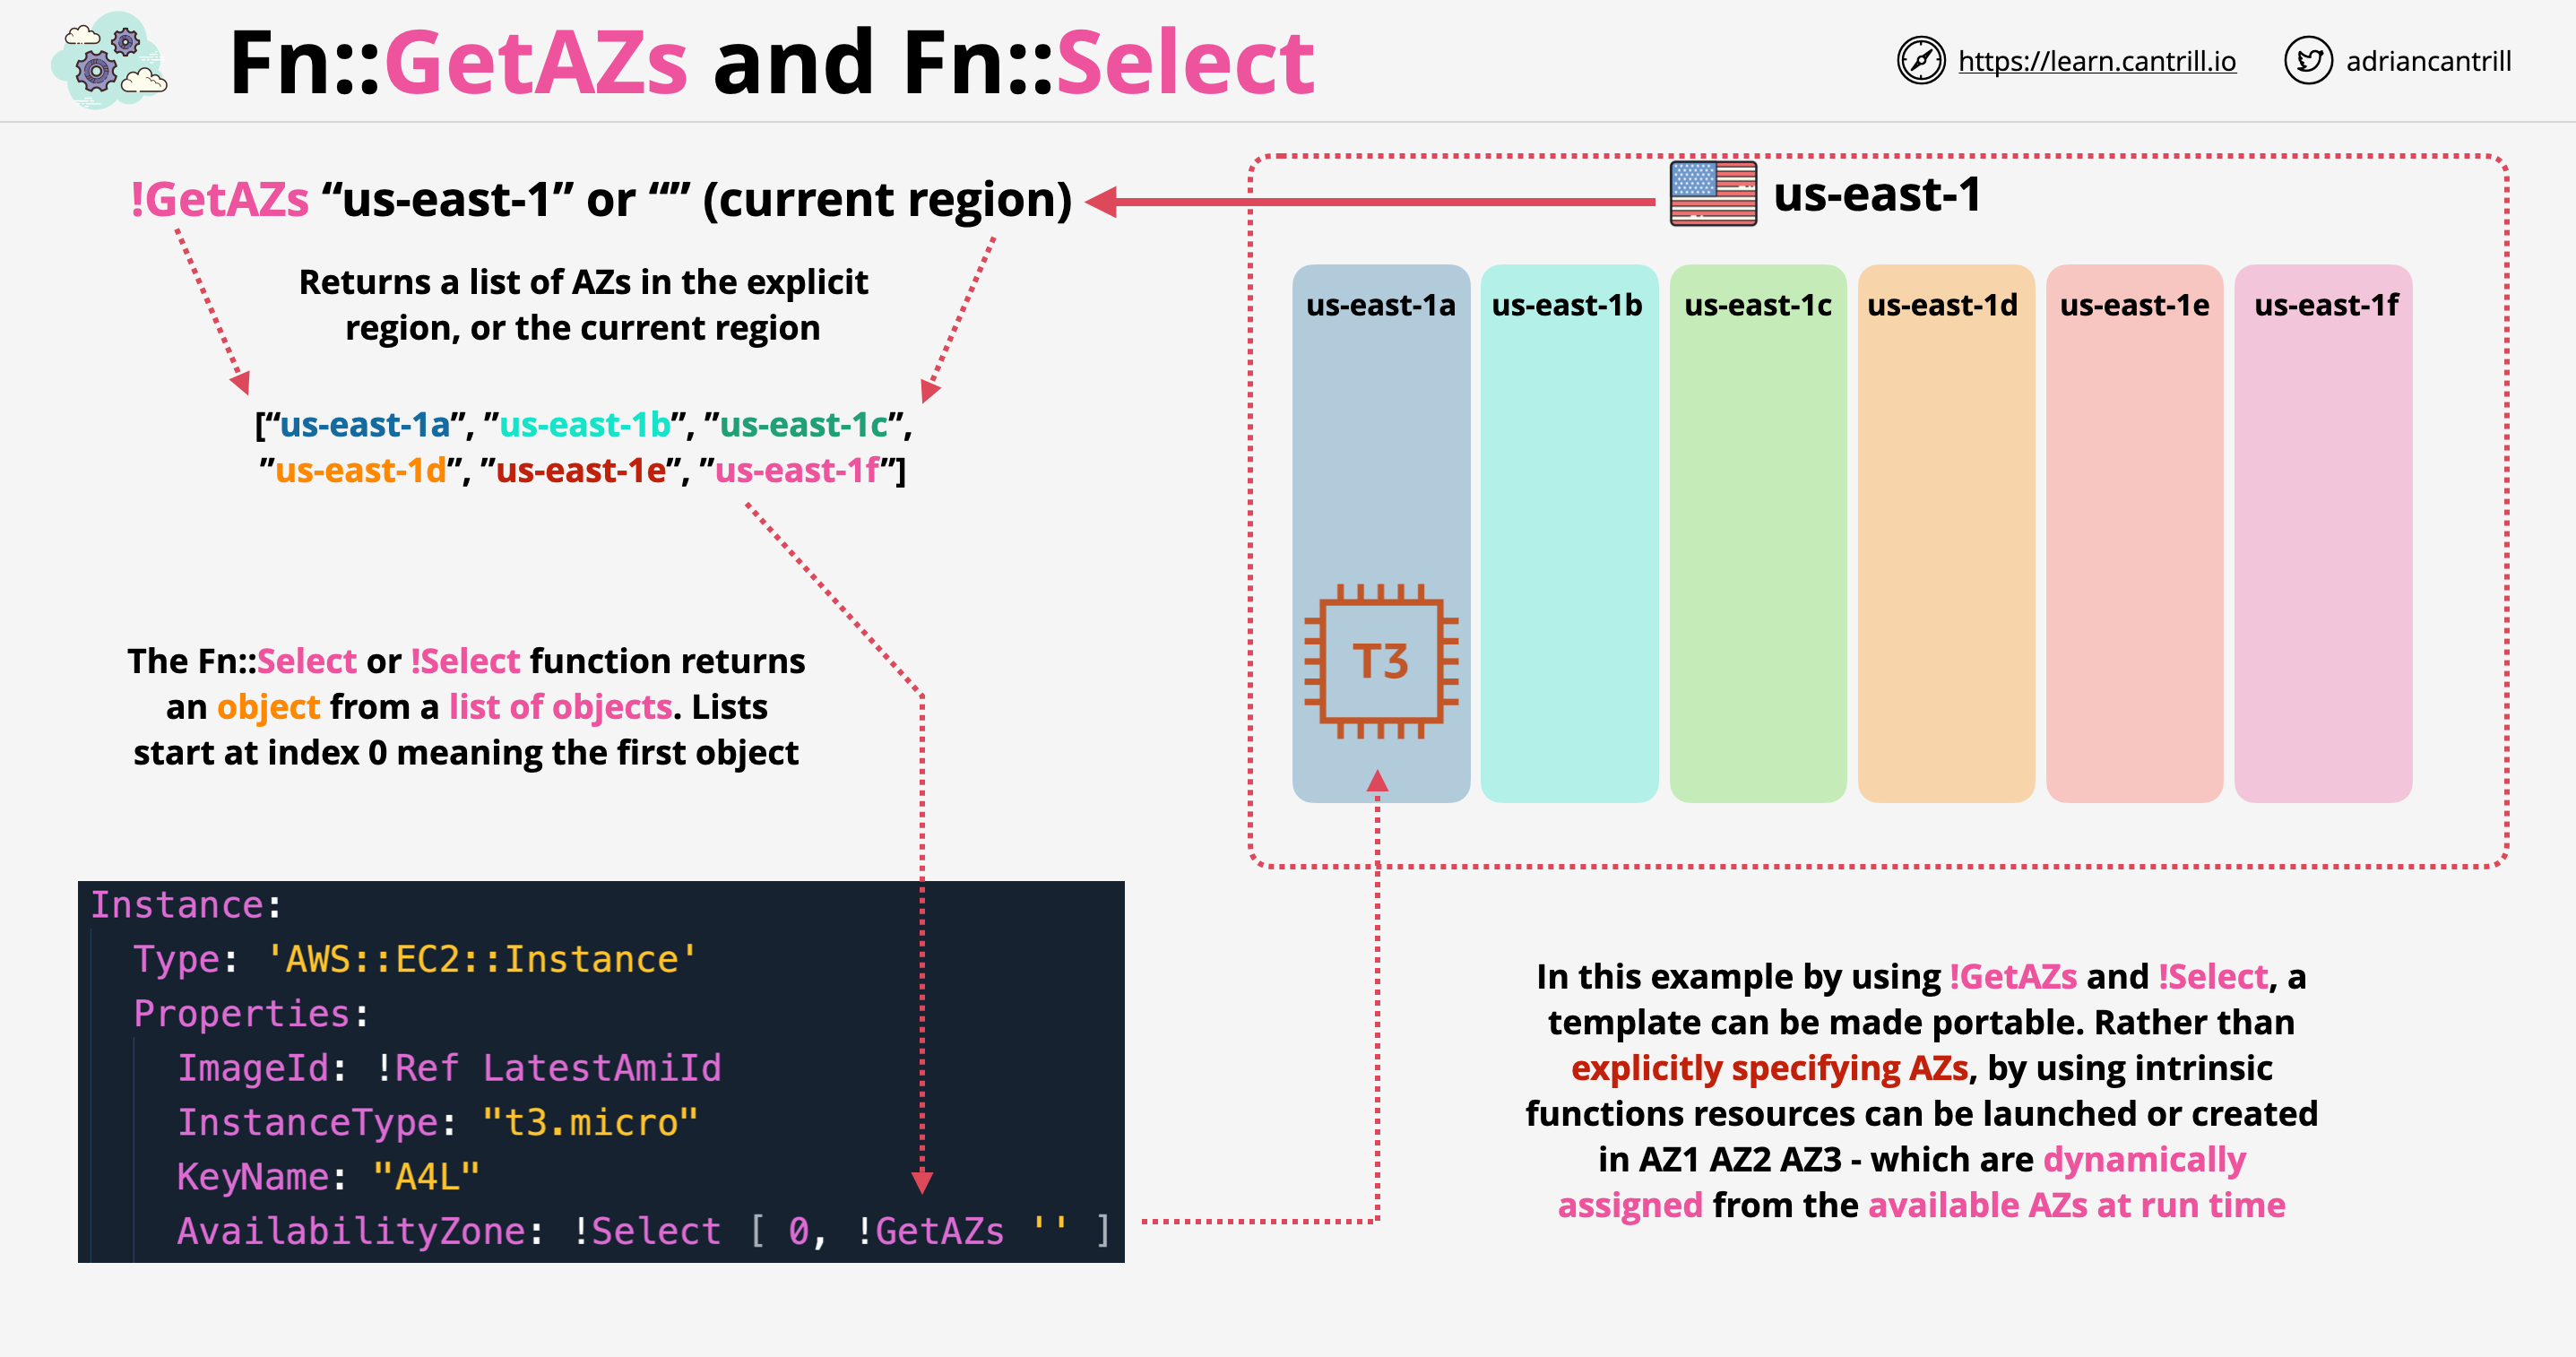 Fn::GetAZs and Fn::Select
https://learn.cantrill.io
adriancantrill
!GetAZs “us-east-1” or “” (current region)
us-east-1
Returns a list of AZs in the explicit
region, or the current region
[“us-east-1a”, ”us-east-1b”, ”us-east-1c”,
”us-east-1d”, ”us-east-1e”, ”us-east-1f”]
us-east-1a
us-east-1b
us-east-1c
us-east-1d
us-east-1e
us-east-1f
T3
The Fn::Select or !Select function returns
an object from a list of objects. Lists
start at index 0 meaning the first object
Instance:
Type: 'AWS::EC2::Instance'
Properties:
ImageId: !Ref LatestAmiId
InstanceType: "t3.micro"
KeyName: "A4L"
AvailabilityZone: !Select [ 0, !GetAZs '' ]
In this example by using !GetAZs and !Select, a
template can be made portable. Rather than
explicitly specifying AZs, by using intrinsic
functions resources can be launched or created
in AZ1 AZ2 AZ3 - which are dynamically
assigned from the available AZs at run time